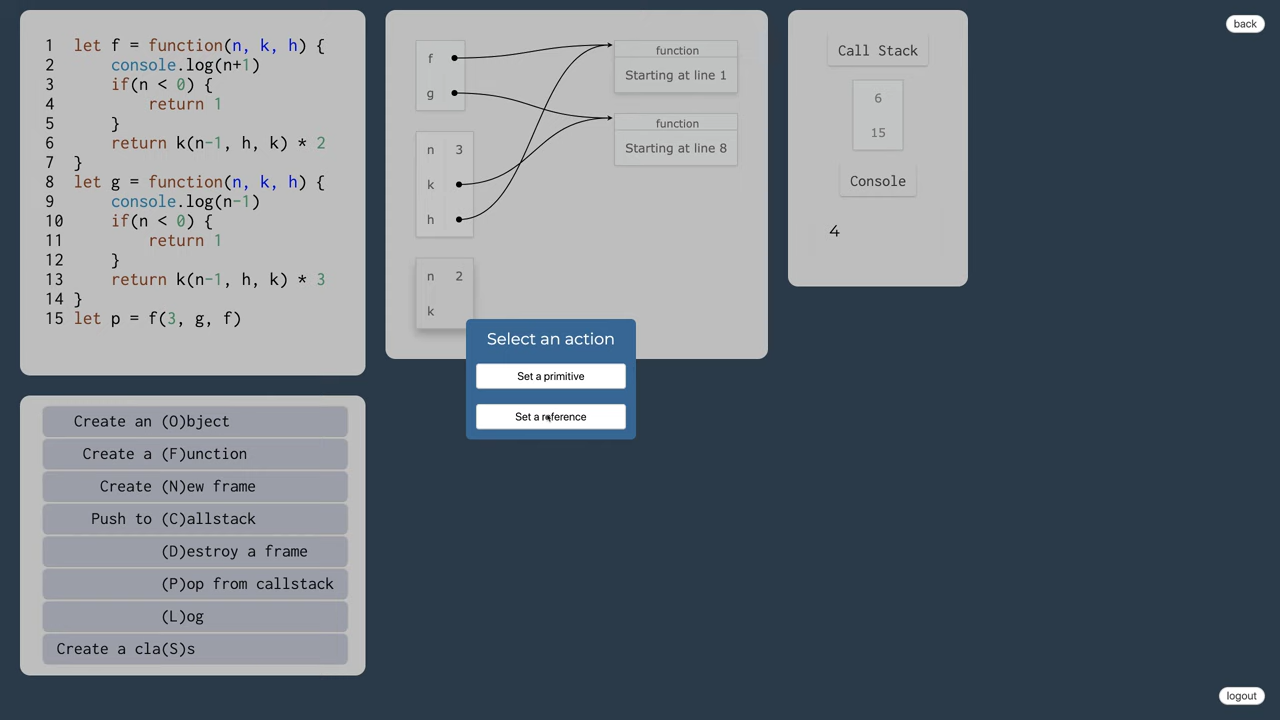 1 let f = function(n, k, h) {
2 console.log(n+1)
3 if(n < 0) {
4 return 1
5 }
6 return k(n-1, h, k) * 2
7 }
8 let g = function(n, k, h) {
9 console.log(n-1)
10 if(n < 0) {
11 return 1
12 }
13 return k(n-1, h, k) * 3
14 }
15 let p = f(3, g, f)
Create an (O)bject
Create a (F)unction
Create (N)ew frame
Push to (C)allstack
(D)estroy a frame
(P)op from callstack
(L)og
Create a cla(S)s
f
g
n 3
k
h
n 2
k
function
Starting at line 1
function
Starting at line 8
Select an action
Set a primitive
Set a reference
Call Stack
6
15
Console
4
back
logout